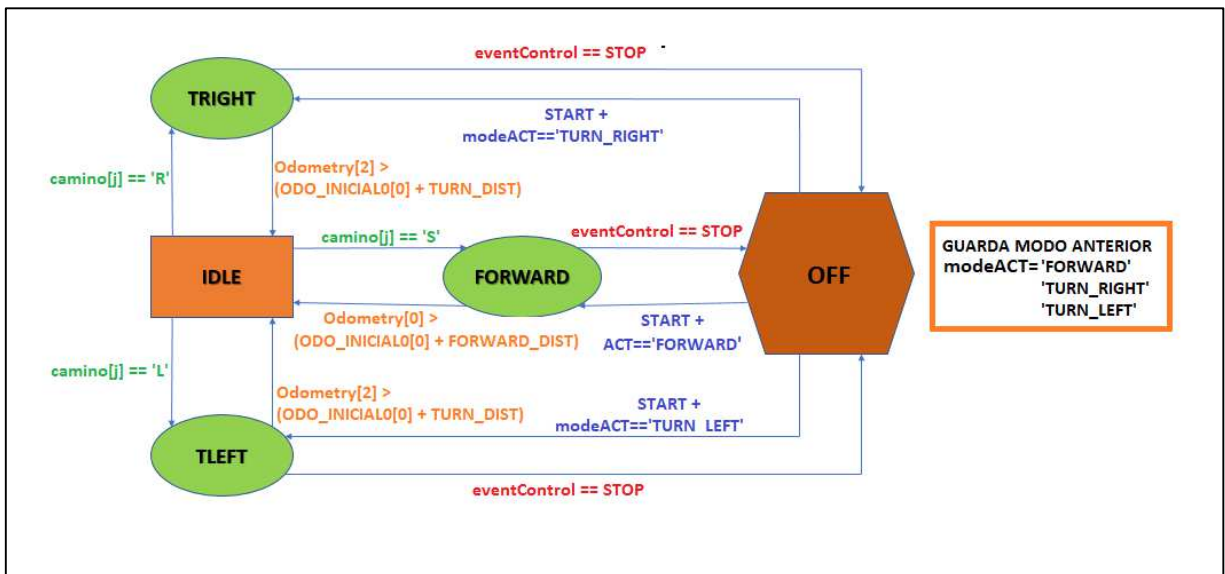 eventControl == STOP
TRIGHT
START +
modeACT=='TURN_RIGHT'
camino[j] == 'R'
Odometry[2] >
(ODO_INICIAL0[0] + TURN_DIST)
camino[j] == 'S'
eventControl == STOP
IDLE
FORWARD
OFF
GUARDA MODO ANTERIOR
modeACT= 'FORWARD'
'TURN_RIGHT'
'TURN_LEFT'
Odometry[0] >
(ODO_INICIAL0[0] + FORWARD_DIST)
START +
ACT=='FORWARD'
camino[j] == 'L'
Odometry[2] >
(ODO_INICIAL0[0] + TURN_DIST)
START +
modeACT=='TURN LEFT'
TLEFT
eventControl == STOP